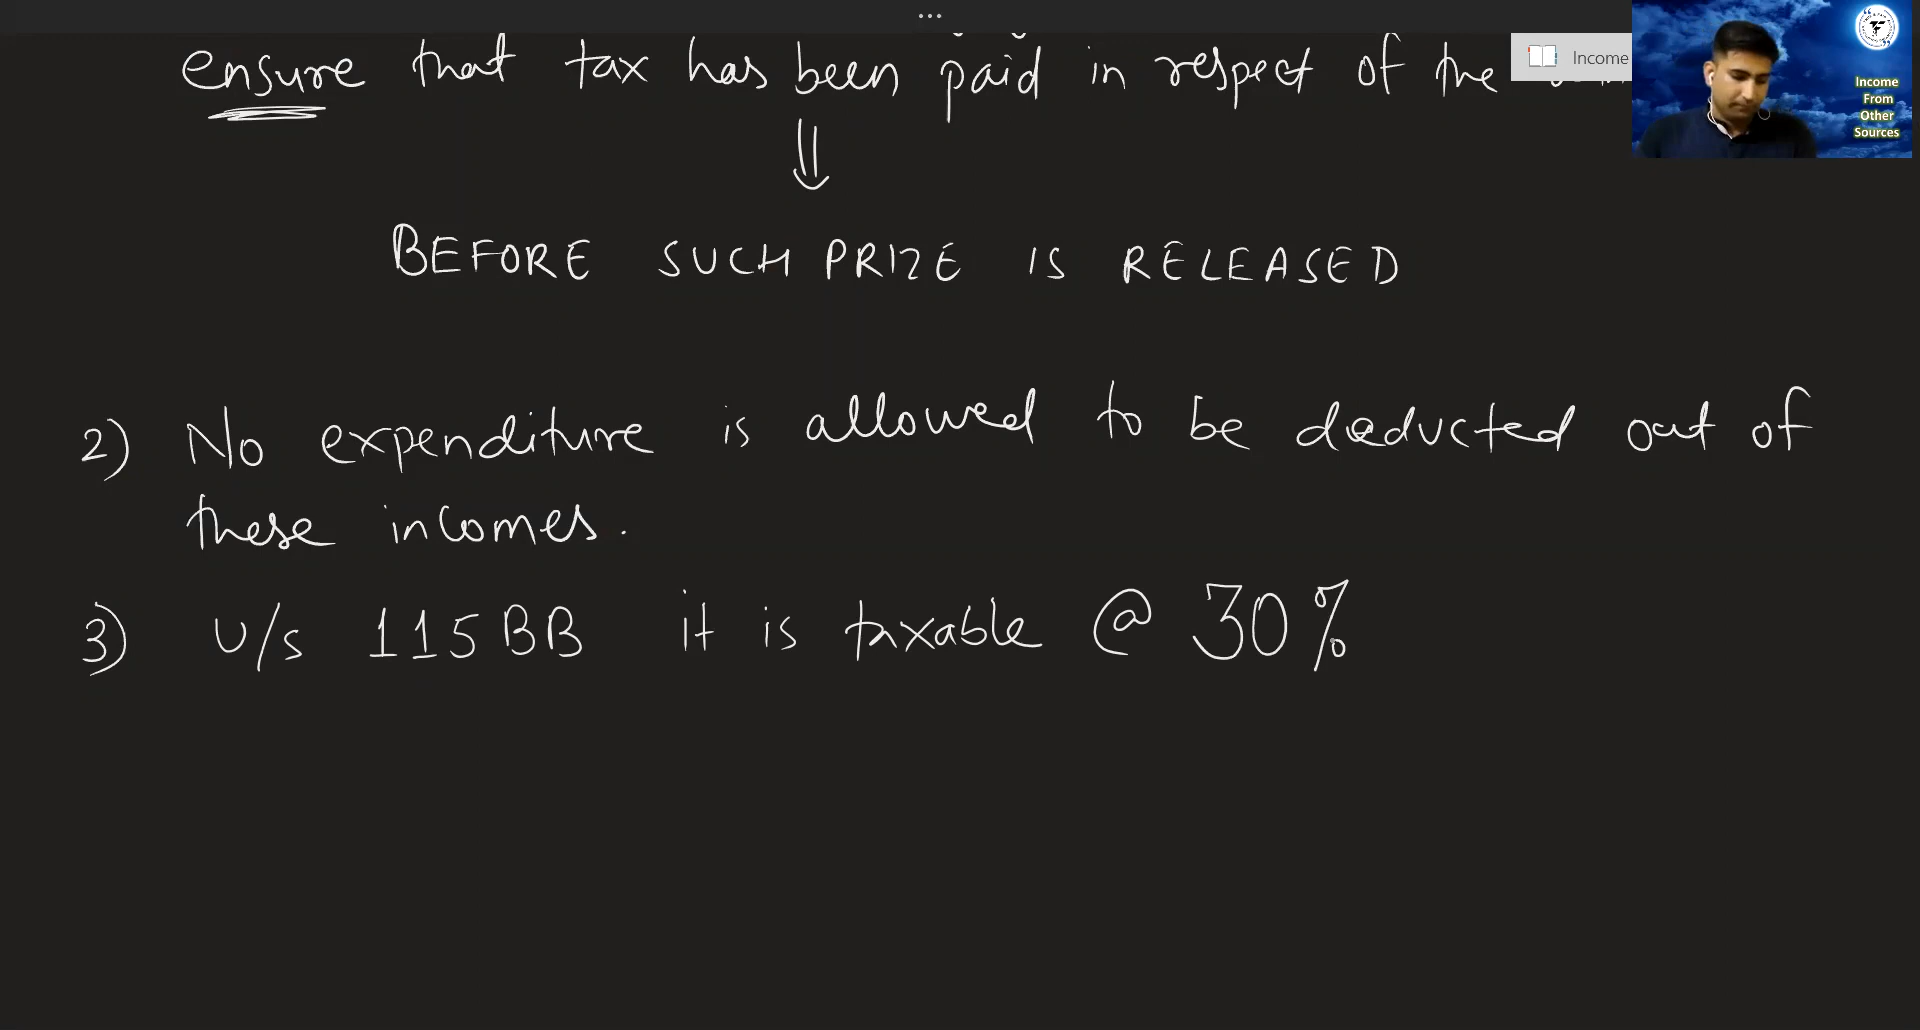 ...
ensure that tax has been paid in respect of the
Income
⇓
BEFORE SUCH PRIZE IS RELEASED
2) No expenditure is allowed to be deducted out of
these incomes.
3) U/s 115BB it is taxable @ 30%
Income
From
Other
Sources